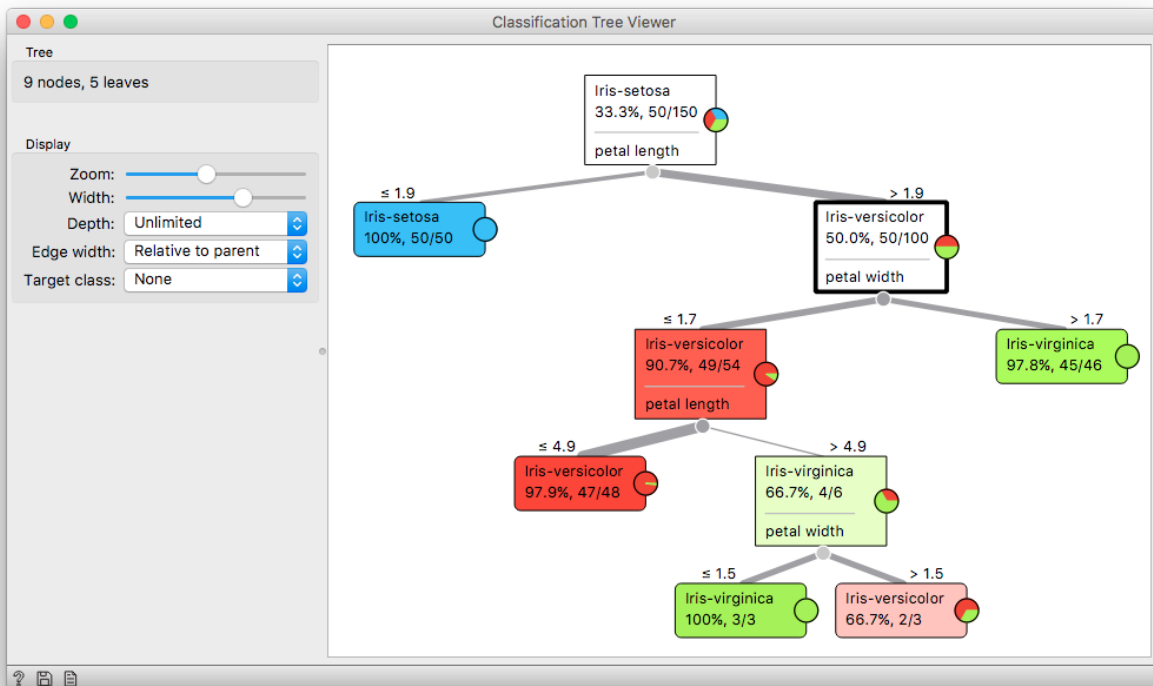 Classification Tree Viewer
Tree
9 nodes, 5 leaves
Display
Zoom:
Width:
Depth: Unlimited
Edge width: Relative to parent
Target class: None
Iris-setosa
33.3%, 50/150
petal length
≤ 1.9
> 1.9
Iris-setosa
100%, 50/50
Iris-versicolor
50.0%, 50/100
petal width
≤ 1.7
> 1.7
Iris-versicolor
90.7%, 49/54
petal length
Iris-virginica
97.8%, 45/46
≤ 4.9
> 4.9
Iris-versicolor
97.9%, 47/48
Iris-virginica
66.7%, 4/6
petal width
≤ 1.5
> 1.5
Iris-virginica
100%, 3/3
Iris-versicolor
66.7%, 2/3
?